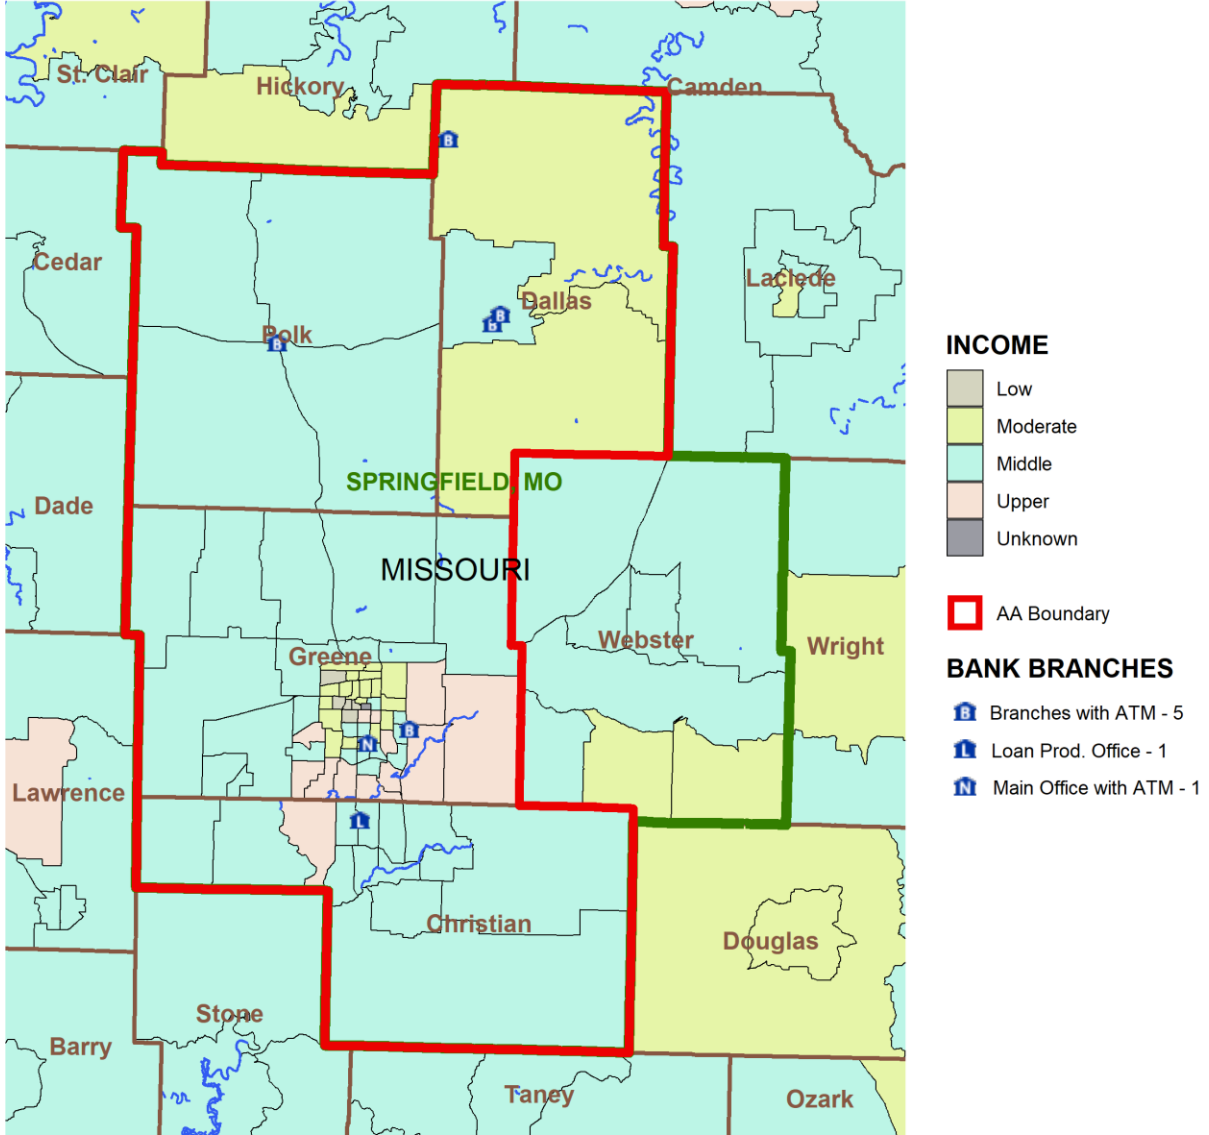 St. Clair
Hickory
Camden
Cedar
Laclede
Dallas
Polk
SPRINGFIELD, MO
Dade
MISSOURI
Webster
Wright
Greene
Lawrence
Christian
Douglas
Stone
Barry
Taney
Ozark
B
B
B
B
B
N
L
INCOME
Low
Moderate
Middle
Upper
Unknown
AA Boundary
BANK BRANCHES
B Branches with ATM - 5
L Loan Prod. Office - 1
N Main Office with ATM - 1